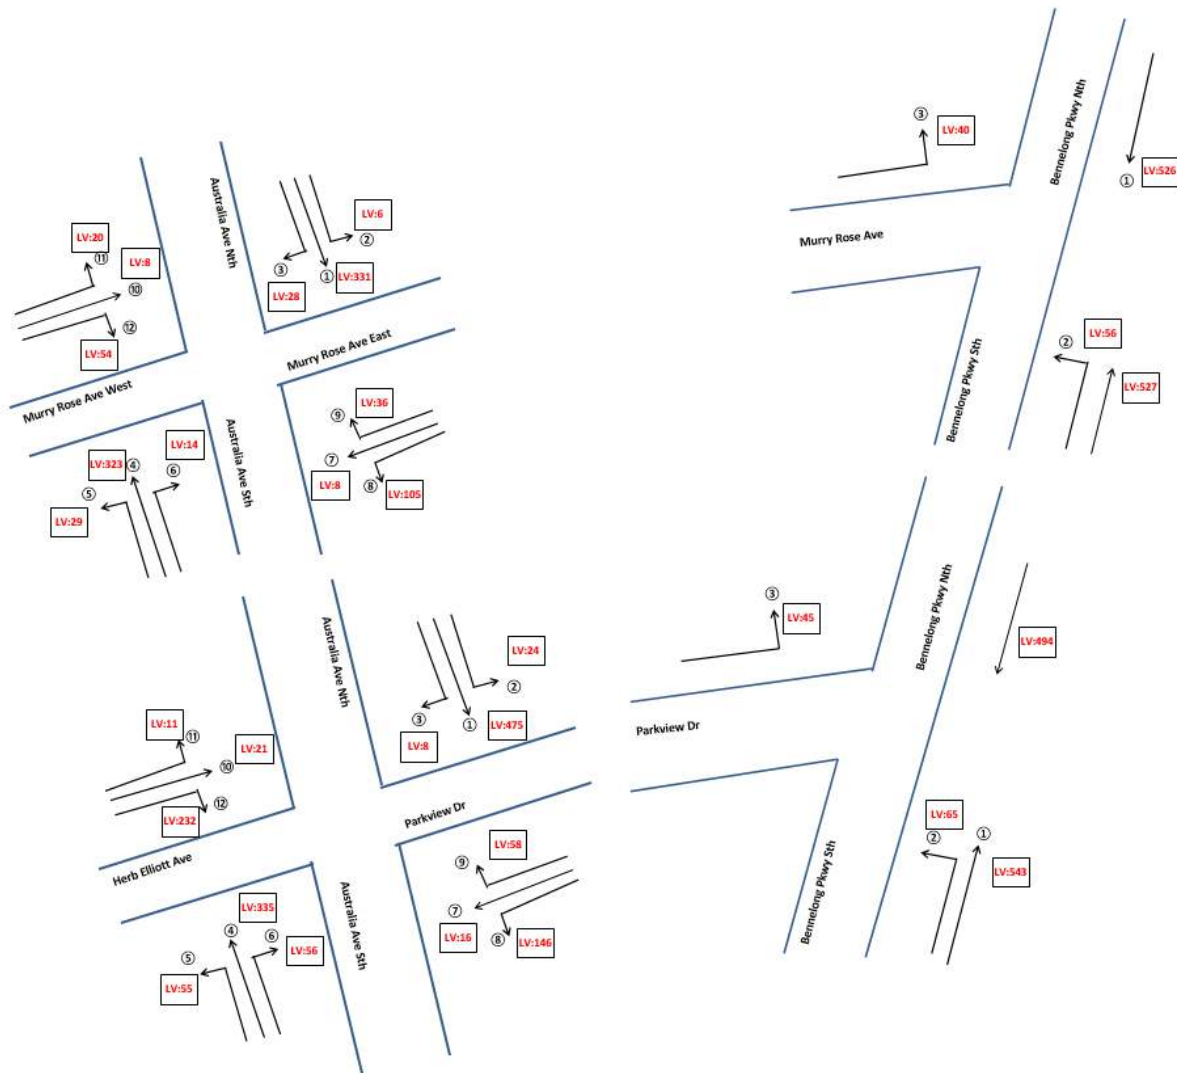 Australia Ave Nth
LV:6
②
③
①
LV:331
LV:28
LV:20
⑪
LV:8
⑩
⑫
LV:54
Murry Rose Ave West
Murry Rose Ave East
LV:36
⑨
⑦
LV:8
⑧
LV:105
LV:14
LV:323
④
⑥
⑤
LV:29
Australia Ave Sth
③
LV:40
Bennelong Pkwy Nth
LV:526
①
Murry Rose Ave
②
LV:56
LV:527
Bennelong Pkwy Sth
Australia Ave Nth
LV:24
②
③
①
LV:475
LV:8
LV:11
⑪
LV:21
⑩
⑫
LV:232
Herb Elliott Ave
Parkview Dr
LV:58
⑨
⑦
LV:16
⑧
LV:146
LV:335
④
⑥
LV:56
⑤
LV:55
Australia Ave Sth
Bennelong Pkwy Nth
③
LV:45
LV:494
Parkview Dr
LV:65
②
①
LV:543
Bennelong Pkwy Sth